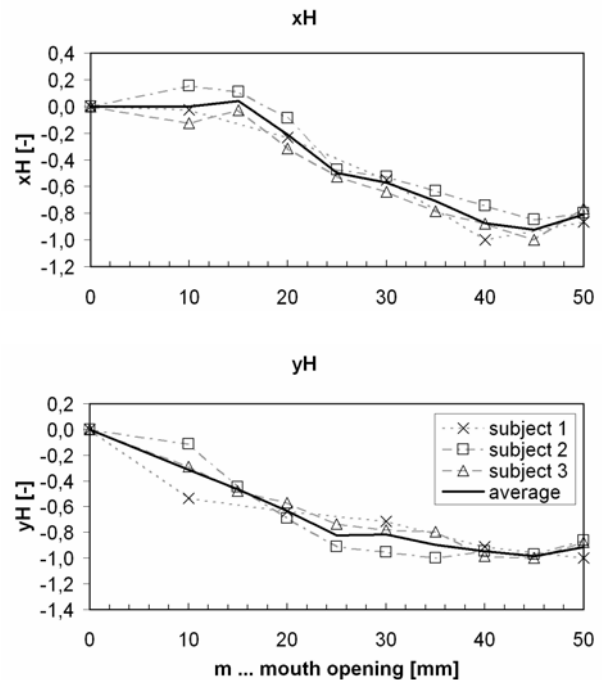 xH
0,4
0,2
0,0
-0,2
-0,4
-0,6
-0,8
-1,0
-1,2
xH [-]
0 10 20 30 40 50
yH
0,2
0,0
-0,2
-0,4
-0,6
-0,8
-1,0
-1,2
-1,4
yH [-]
subject 1
subject 2
subject 3
average
0 10 20 30 40 50
m ... mouth opening [mm]